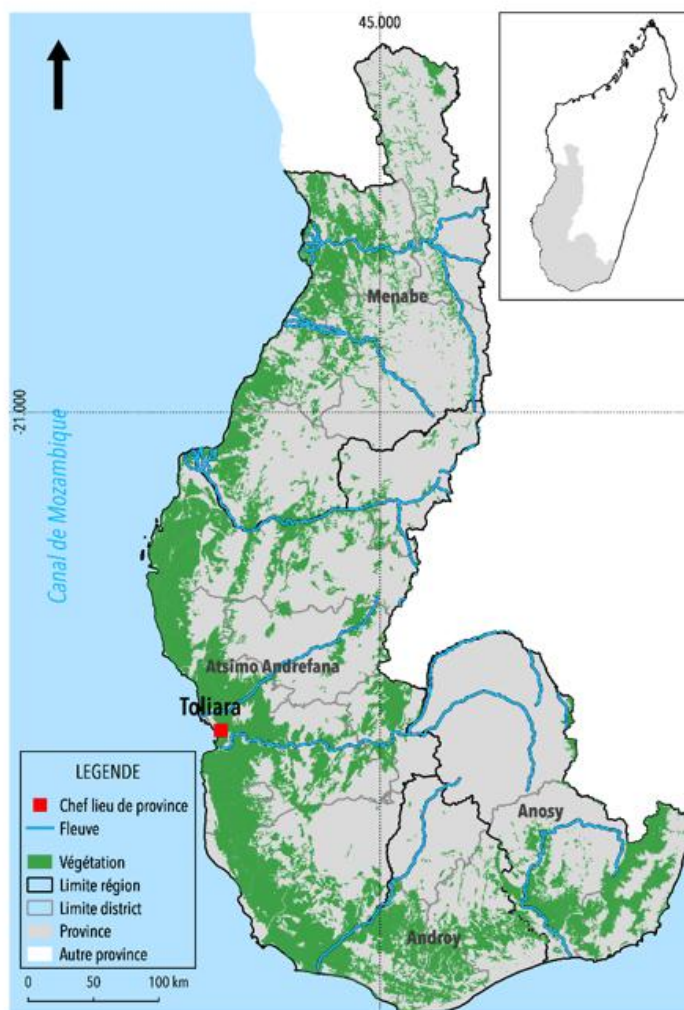 45.000
Menabe
-21.000
Canal de Mozambique
Atsimo Andrefana
Toliara
Anosy
Androy
LEGENDE
Chef lieu de province
Fleuve
Végétation
Limite région
Limite district
Province
Autre province
0 50 100 km